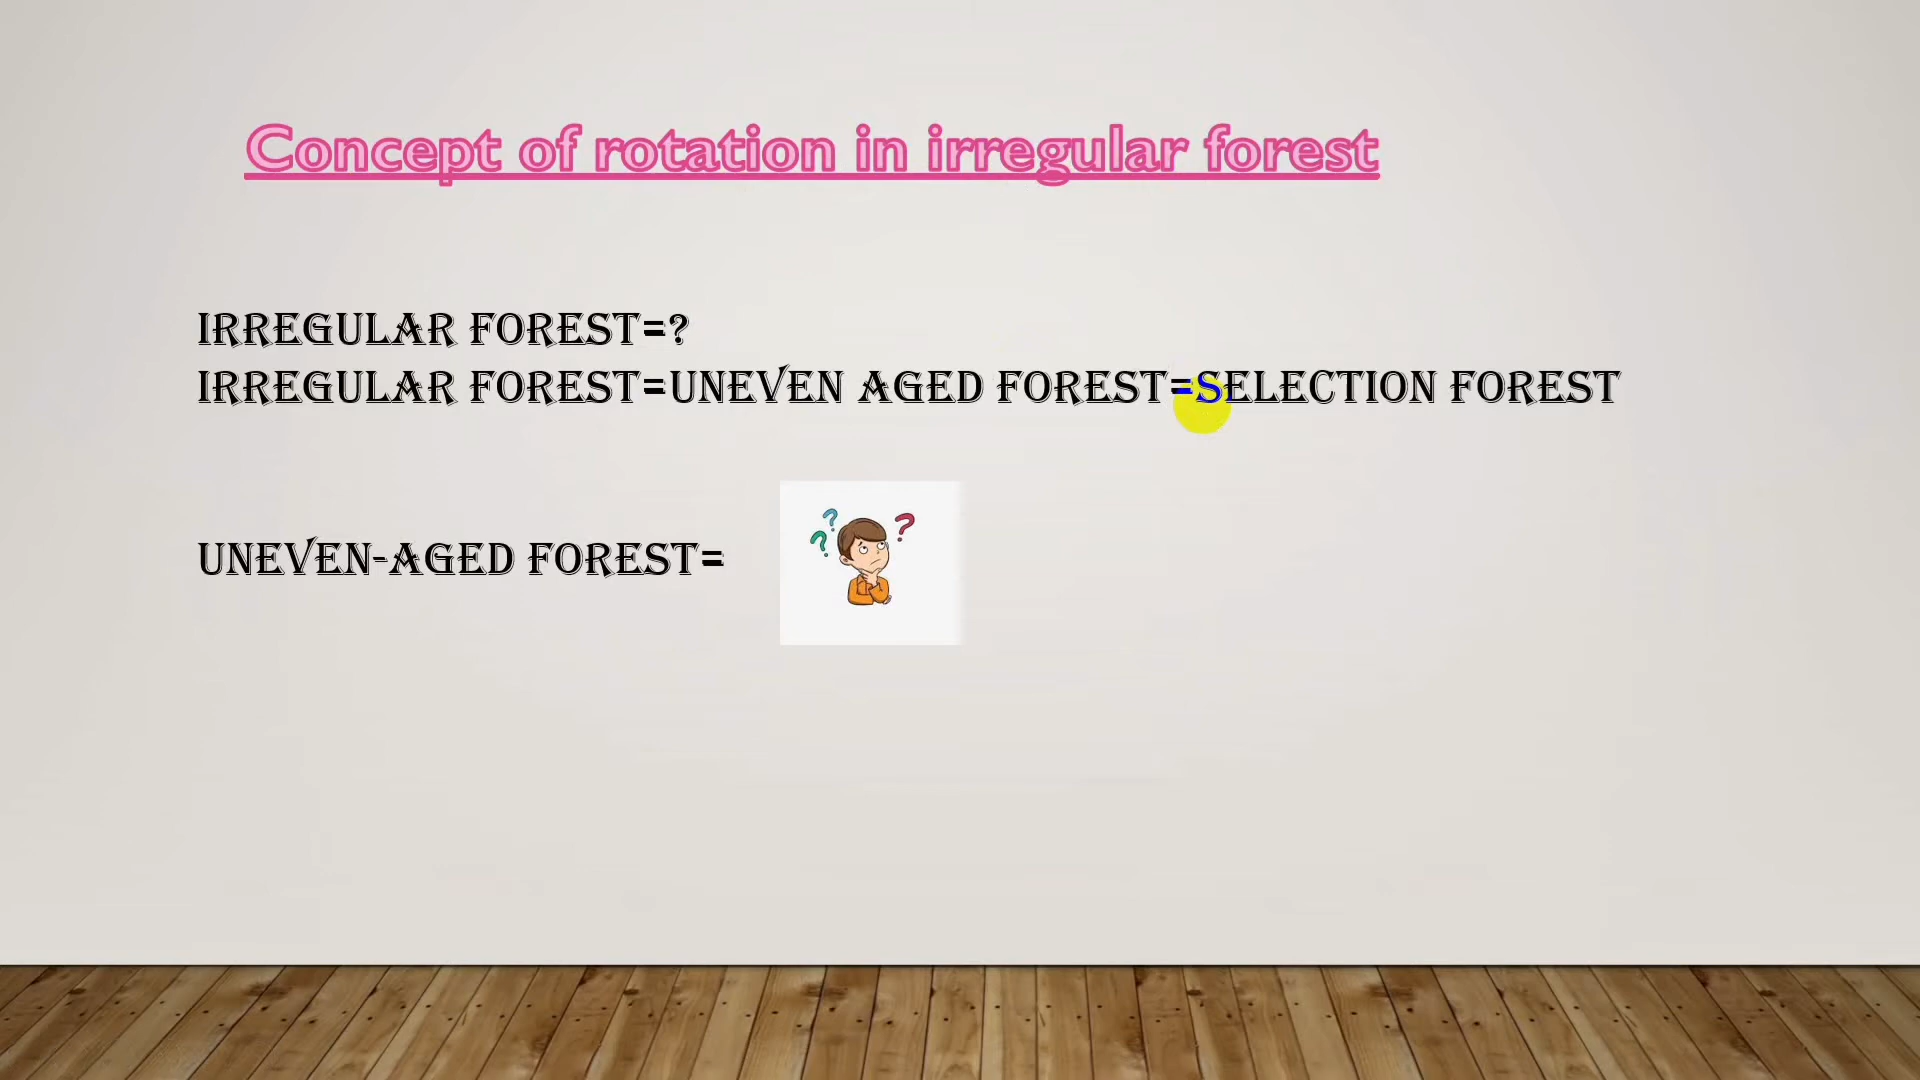 Concept of rotation in irregular forest
IRREGULAR FOREST=?
IRREGULAR FOREST=UNEVEN AGED FOREST=SELECTION FOREST
UNEVEN-AGED FOREST=